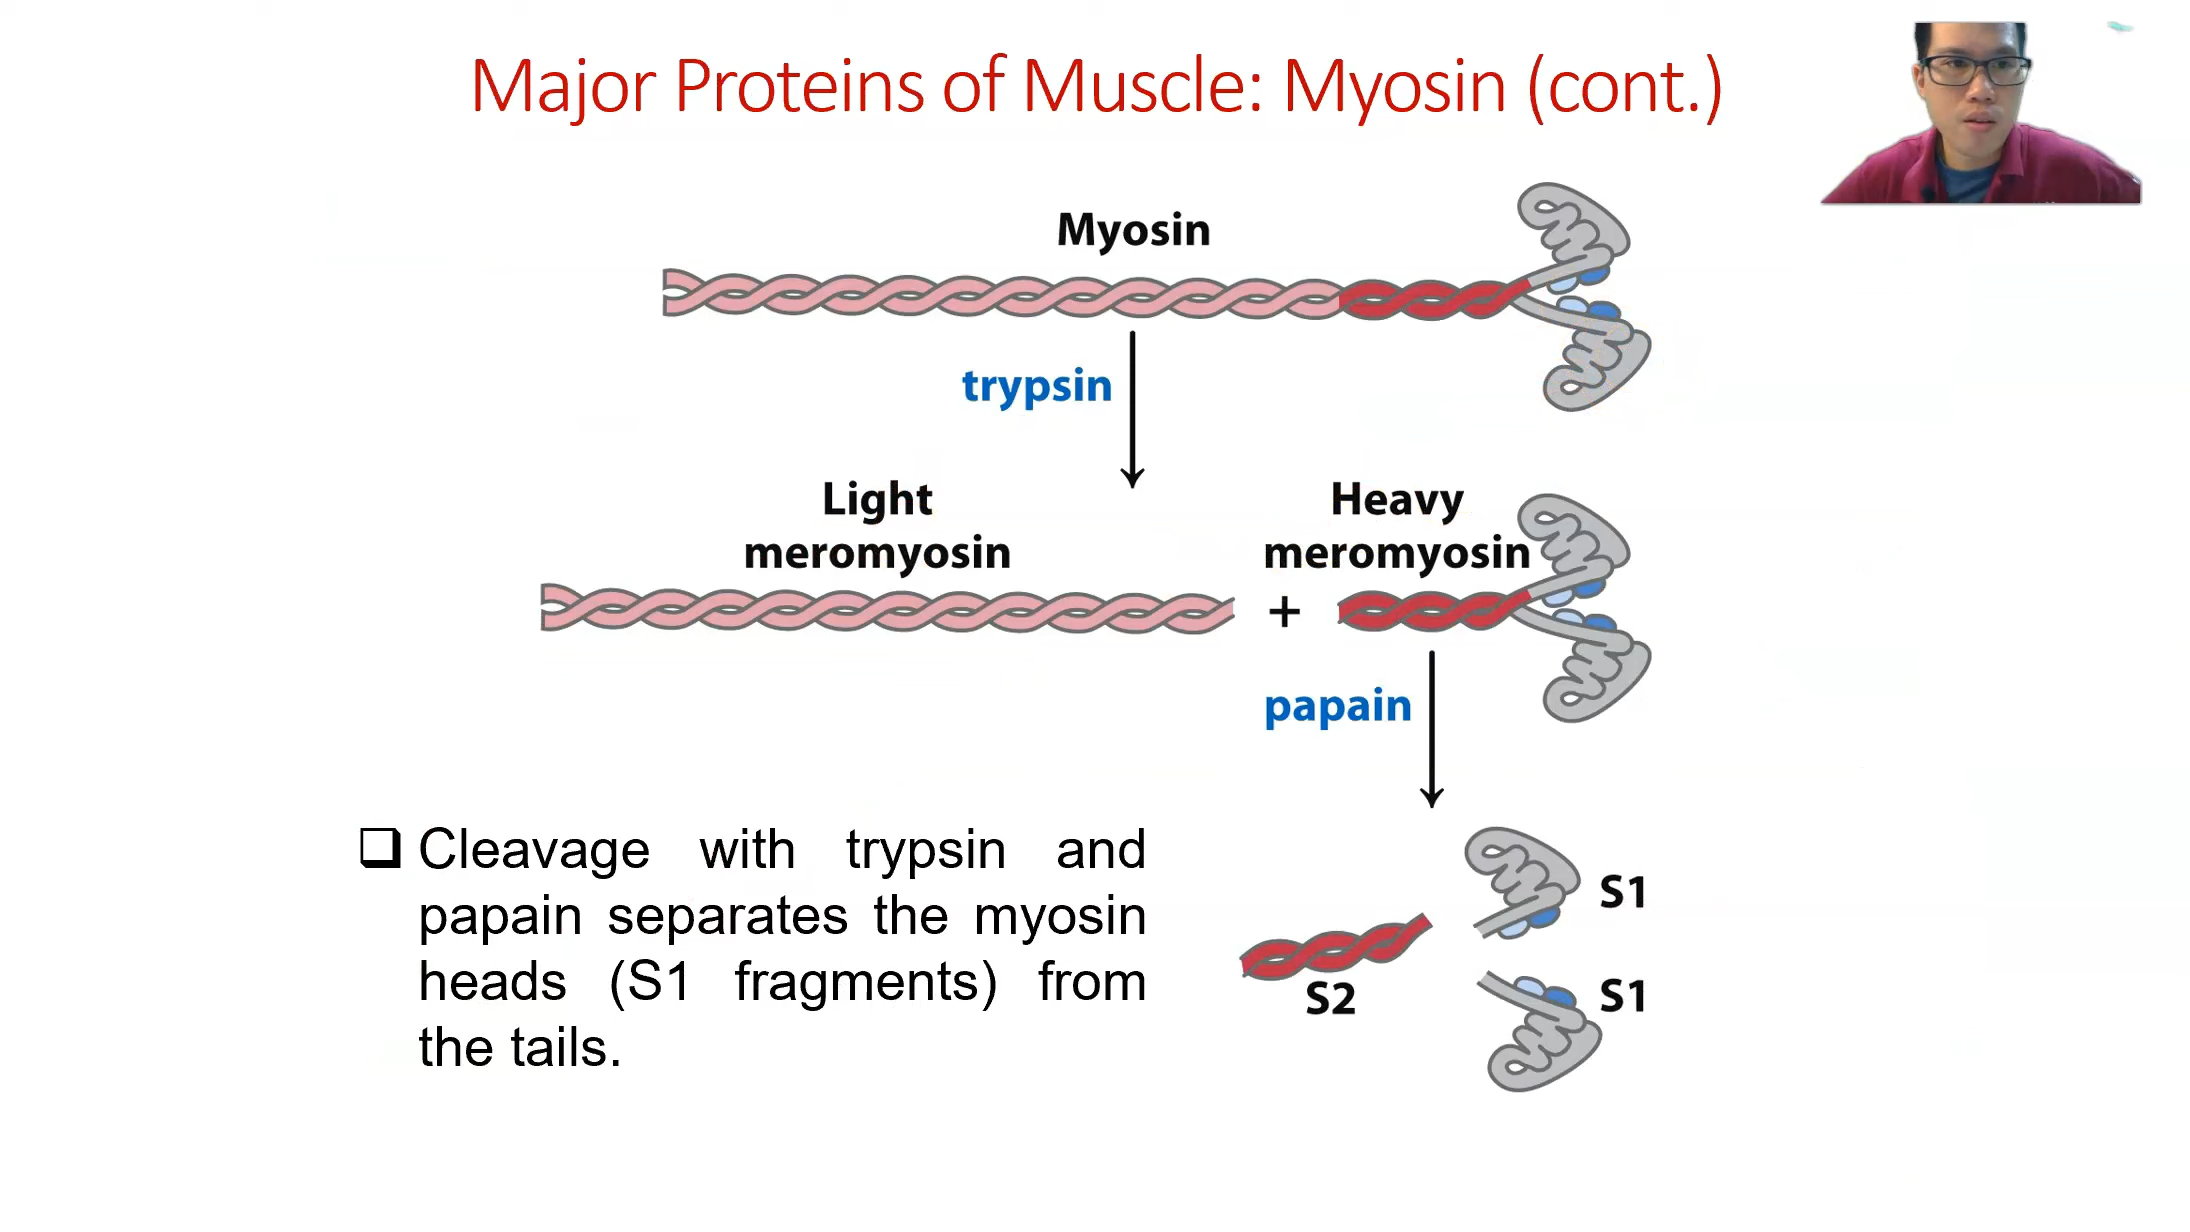 Major Proteins of Muscle: Myosin (cont.)
Myosin
trypsin
Light
meromyosin
Heavy
meromyosin
+
papain
S1
S2
S1
❑ Cleavage with trypsin and
papain separates the myosin
heads (S1 fragments) from
the tails.